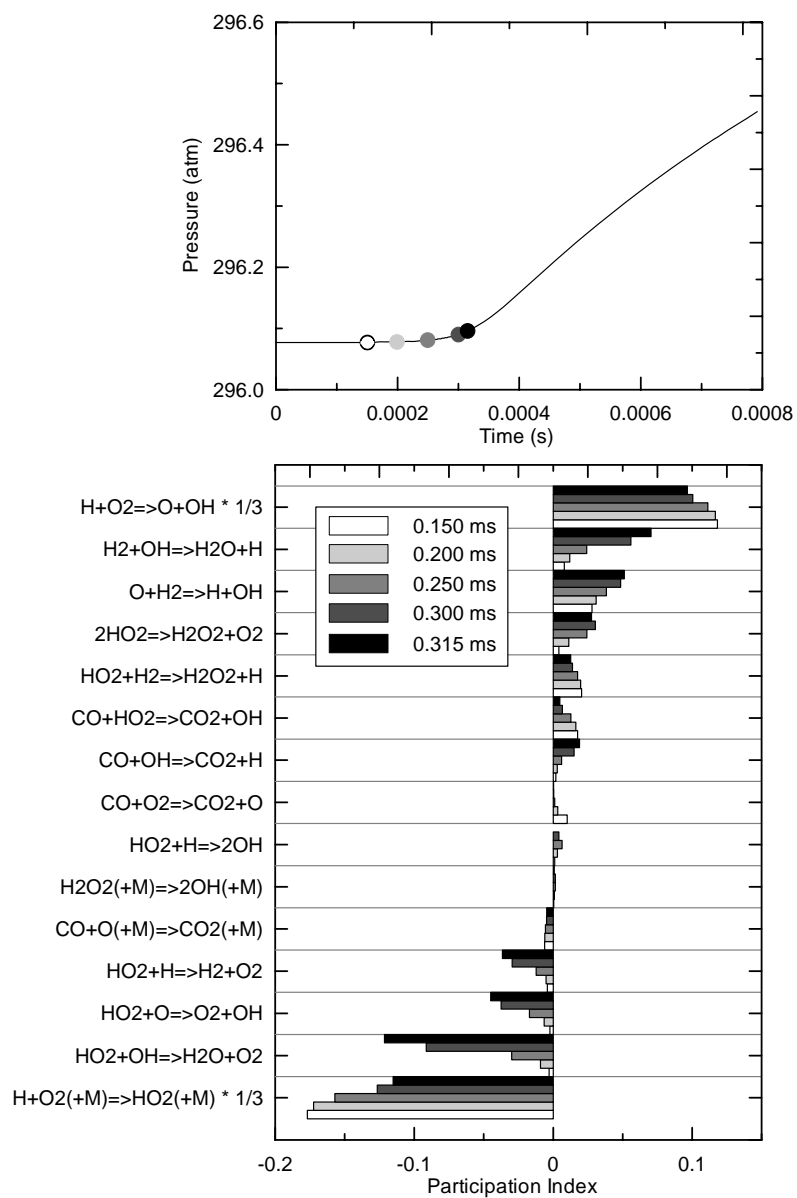 296.6
296.4
296.2
296.0
Pressure (atm)
0 0.0002 0.0004 0.0006 0.0008
Time (s)
H+O2=>O+OH * 1/3
H2+OH=>H2O+H
O+H2=>H+OH
2HO2=>H2O2+O2
HO2+H2=>H2O2+H
CO+HO2=>CO2+OH
CO+OH=>CO2+H
CO+O2=>CO2+O
HO2+H=>2OH
H2O2(+M)=>2OH(+M)
CO+O(+M)=>CO2(+M)
HO2+H=>H2+O2
HO2+O=>O2+OH
HO2+OH=>H2O+O2
H+O2(+M)=>HO2(+M) * 1/3
0.150 ms
0.200 ms
0.250 ms
0.300 ms
0.315 ms
-0.2 -0.1 0 0.1
Participation Index